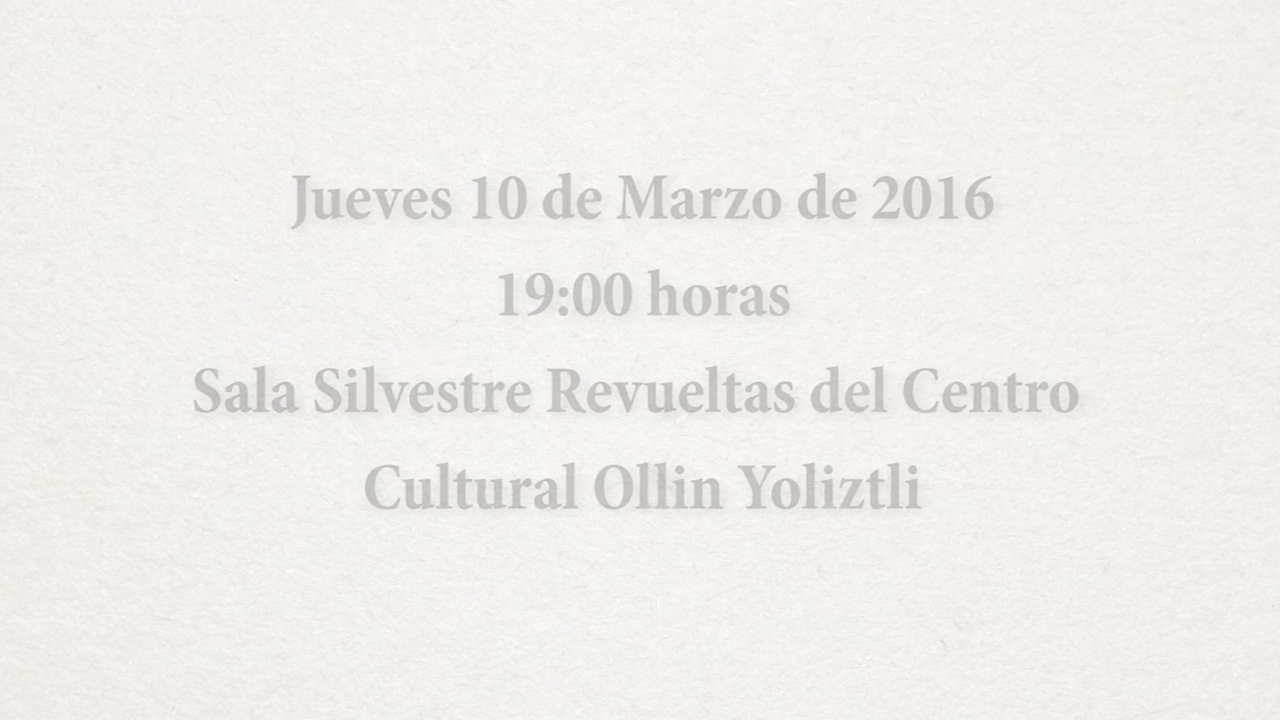 Jueves 10 de Marzo de 2016
19:00 horas
Sala Silvestre Revueltas del Centro
Cultural Ollin Yoliztli